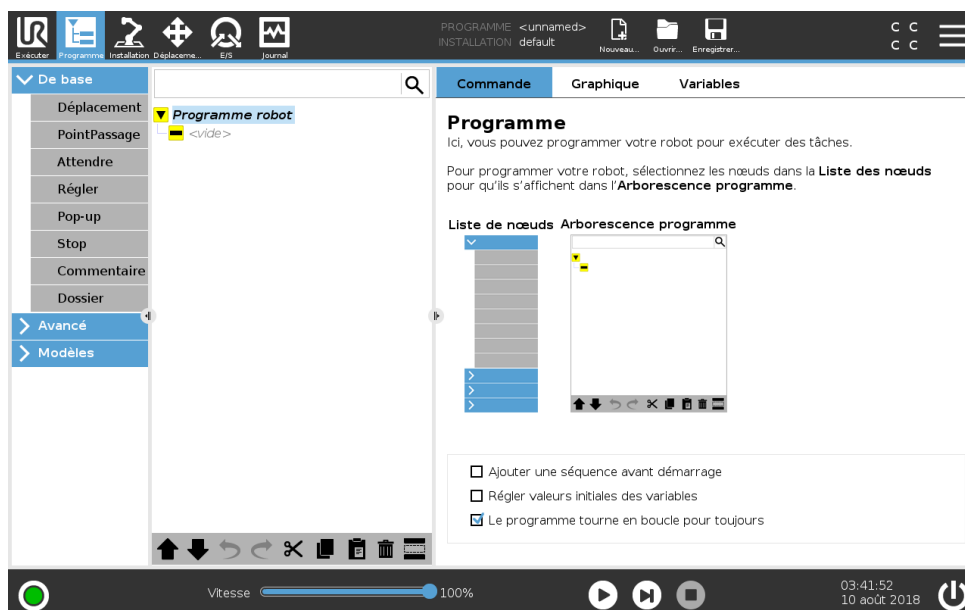 PROGRAMME <unnamed>
INSTALLATION default
UR
Exécuter Programme Installation Déplaceme... E/S Journal
Nouveau... Ouvrir... Enregistrer...
C C
C C
De base
Déplacement
PointPassage
Attendre
Régler
Pop-up
Stop
Commentaire
Dossier
Avancé
Modèles
Programme robot
<vide>
Commande Graphique Variables
Programme
Ici, vous pouvez programmer votre robot pour exécuter des tâches.
Pour programmer votre robot, sélectionnez les nœuds dans la Liste des nœuds
pour qu'ils s'affichent dans l'Arborescence programme.
Liste de nœuds Arborescence programme
Ajouter une séquence avant démarrage
Régler valeurs initiales des variables
Le programme tourne en boucle pour toujours
Vitesse 100%
03:41:52
10 août 2018